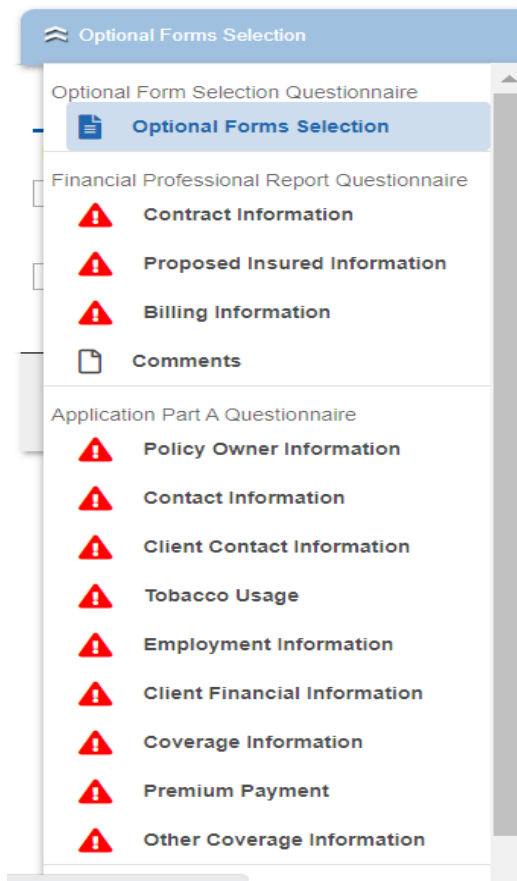 Optional Forms Selection
Optional Form Selection Questionnaire
Optional Forms Selection
Financial Professional Report Questionnaire
Contract Information
Proposed Insured Information
Billing Information
Comments
Application Part A Questionnaire
Policy Owner Information
Contact Information
Client Contact Information
Tobacco Usage
Employment Information
Client Financial Information
Coverage Information
Premium Payment
Other Coverage Information